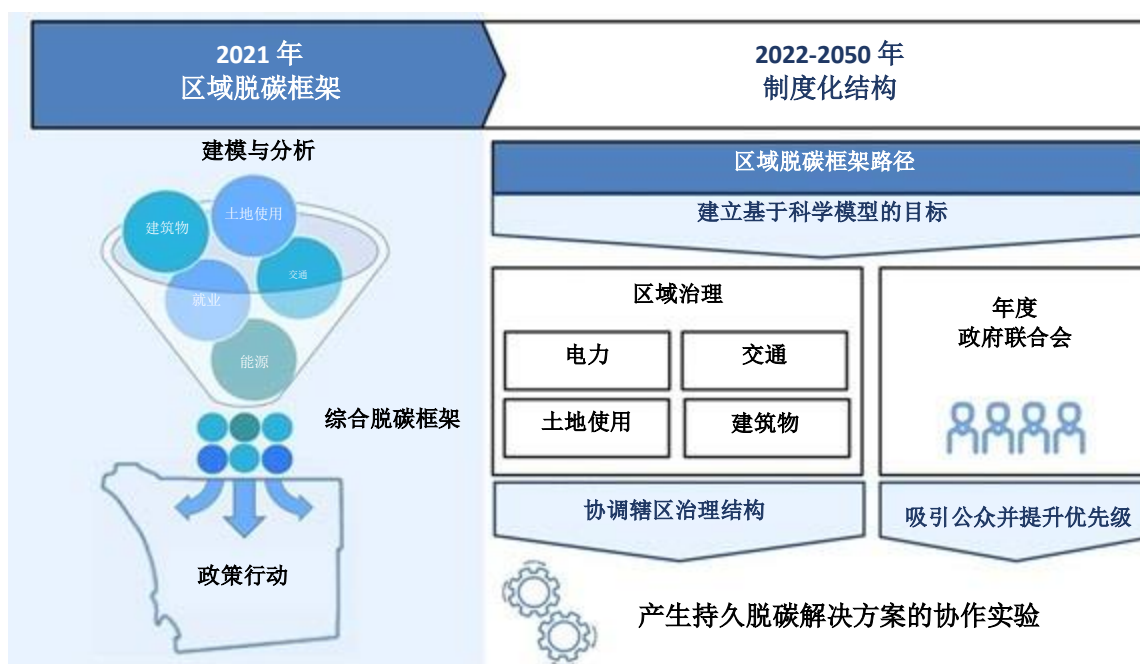 2021 年
区域脱碳框架
建模与分析
建筑物
土地使用
交通
就业
能源
综合脱碳框架
政策行动
2022-2050 年
制度化结构
区域脱碳框架路径
建立基于科学模型的目标
区域治理
电力
交通
土地使用
建筑物
年度
政府联合会
协调辖区治理结构
吸引公众并提升优先级
产生持久脱碳解决方案的协作实验